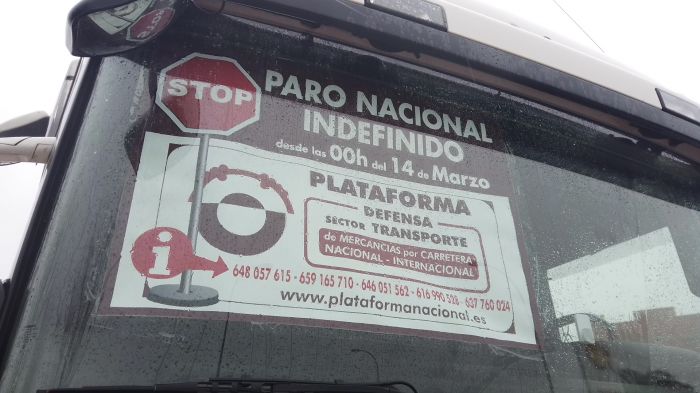 STOP
PARO NACIONAL
INDEFINIDO
desde las 00h del 14 de Marzo
PLATAFORMA
DEFENSA
SECTOR TRANSPORTE
de MERCANCIAS por CARRETERA
NACIONAL - INTERNACIONAL
i
648 057 615 - 659 165 710 - 646 051 562 - 616 990 528 - 637 760 024
www.plataformanacional.es